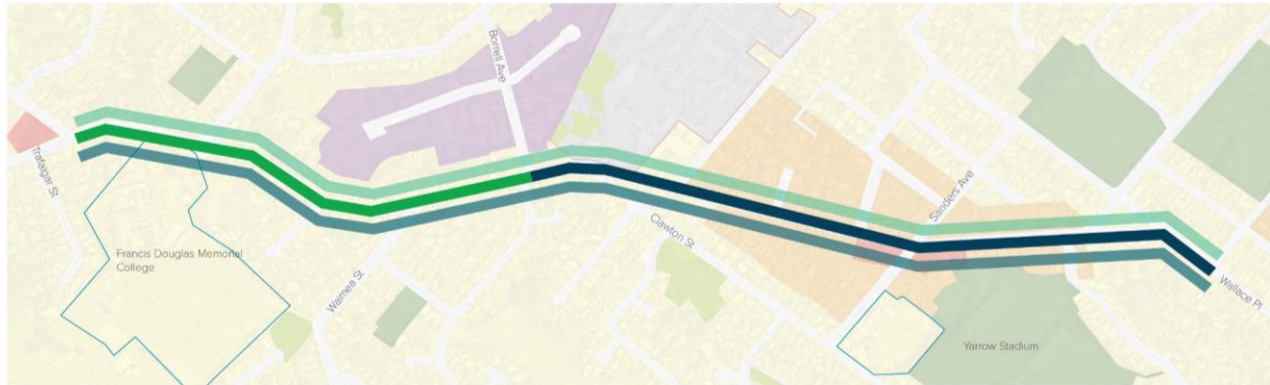 Borrell Ave
Trafalgar St
Sanders Ave
Clawton St
Francis Douglas Memorial
College
Waimea St
Wallace Pl
Yarrow Stadium